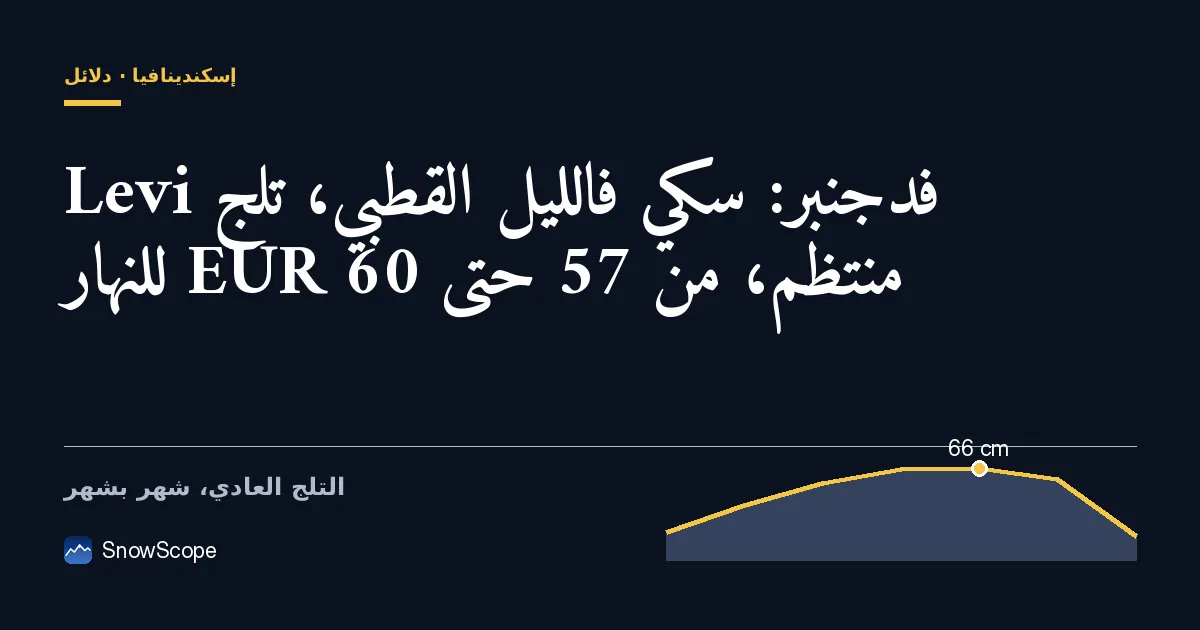 إسكندينافيا · دلائل
فدجنبر: سكي فالليل القطبي، تلج Levi
منتظم، من 57 حتى 60 EUR للنهار
66 cm
التلج العادي، شهر بشهر
SnowScope